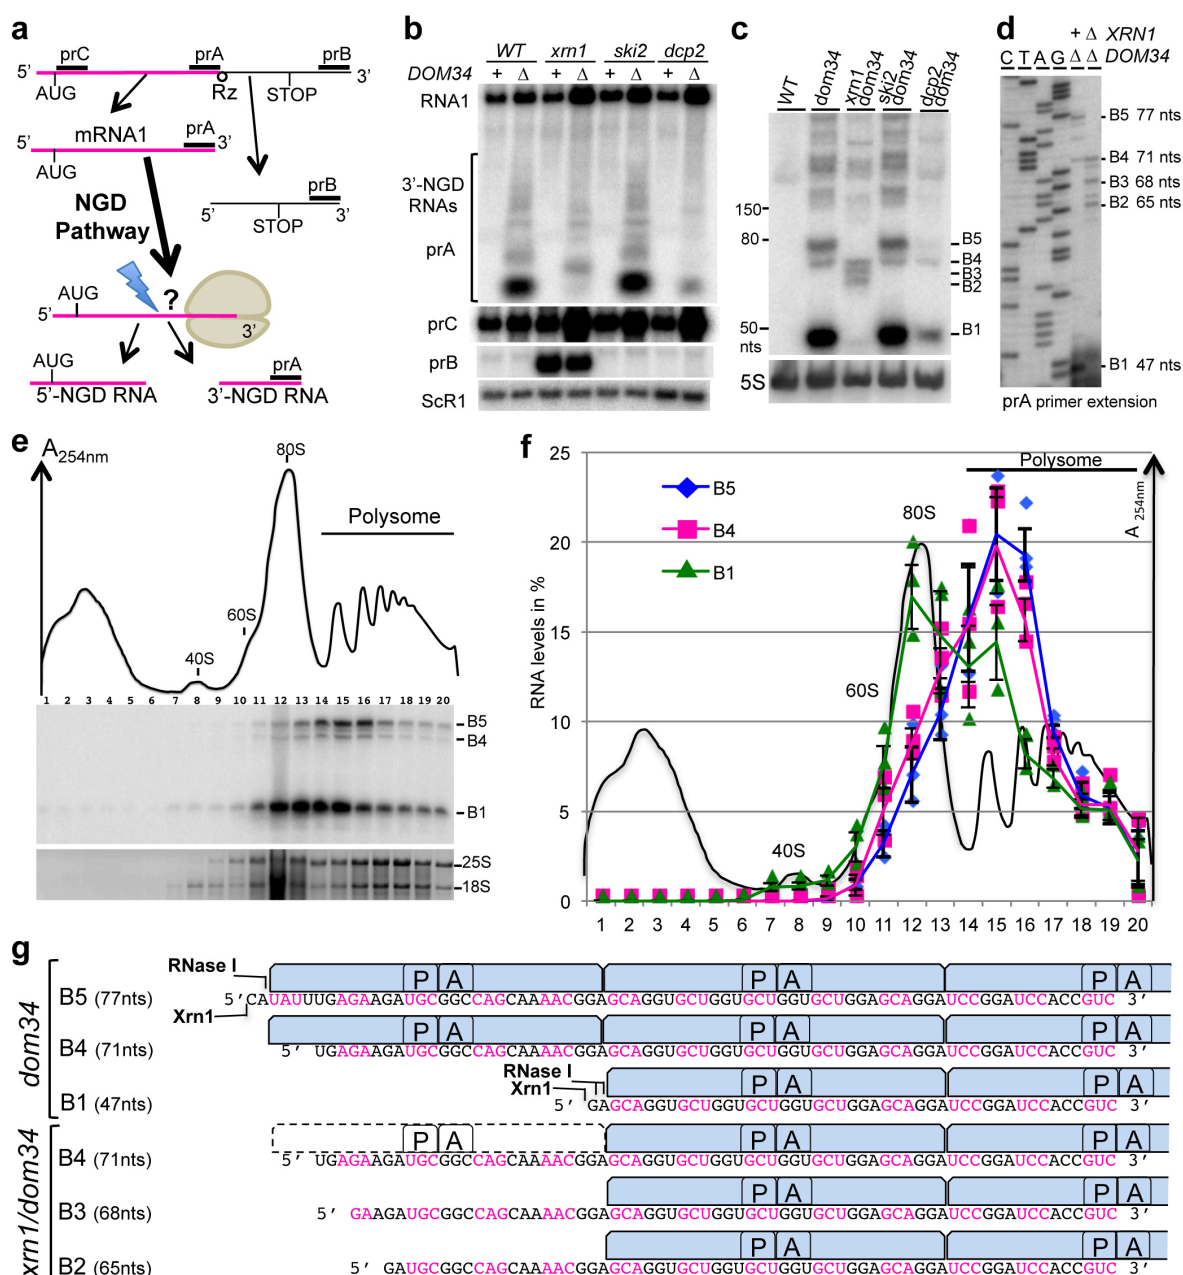 a
prC
prA
prB
5'
3'
AUG
Rz
STOP
mRNA1
prA
5'
3'
AUG
NGD
Pathway
prB
5'
3'
STOP
AUG
?
5'
3'
AUG
prA
5'-NGD RNA
3'-NGD RNA
b
WT xrn1 ski2 dcp2
DOM34 + Δ + Δ + Δ + Δ
RNA1
3'-NGD
RNAs
prA
prC
prB
ScR1
c
WT
dom34
xrn1 dom34
ski2 dom34
dcp2 dom34
150
80
50
nts
B5
B4
B3
B2
B1
5S
d
+ Δ XRN1
C T A G Δ Δ DOM34
B5 77 nts
B4 71 nts
B3 68 nts
B2 65 nts
B1 47 nts
prA primer extension
e
A254nm
80S
Polysome
60S
40S
1 2 3 4 5 6 7 8 9 10 11 12 13 14 15 16 17 18 19 20
B5
B4
B1
25S
18S
f
RNA levels in %
25
20
15
10
5
0
B5
B4
B1
Polysome
A 254nm
80S
60S
40S
1 2 3 4 5 6 7 8 9 10 11 12 13 14 15 16 17 18 19 20
g
dom34
RNase I
P A P A P A
B5 (77nts) 5'CAUAUUUGAGAAGAUGCGGCCAGCAAAACGGAGCAGGUGCUGGUGCUGGUGCUGGAGCAGGAUCCGGAUCCACCGUC 3'
Xrn1
P A P A P A
B4 (71nts) 5' UGAGAAGAUGCGGCCAGCAAAACGGAGCAGGUGCUGGUGCUGGUGCUGGAGCAGGAUCCGGAUCCACCGUC 3'
RNase I
Xrn1
P A P A
B1 (47nts) 5' GAGCAGGUGCUGGUGCUGGUGCUGGAGCAGGAUCCGGAUCCACCGUC 3'
xrn1/dom34
P A P A P A
B4 (71nts) 5' UGAGAAGAUGCGGCCAGCAAAACGGAGCAGGUGCUGGUGCUGGUGCUGGAGCAGGAUCCGGAUCCACCGUC 3'
P A P A
B3 (68nts) 5' GAAGAUGCGGCCAGCAAAACGGAGCAGGUGCUGGUGCUGGUGCUGGAGCAGGAUCCGGAUCCACCGUC 3'
P A P A
B2 (65nts) 5' GAUGCGGCCAGCAAAACGGAGCAGGUGCUGGUGCUGGUGCUGGAGCAGGAUCCGGAUCCACCGUC 3'